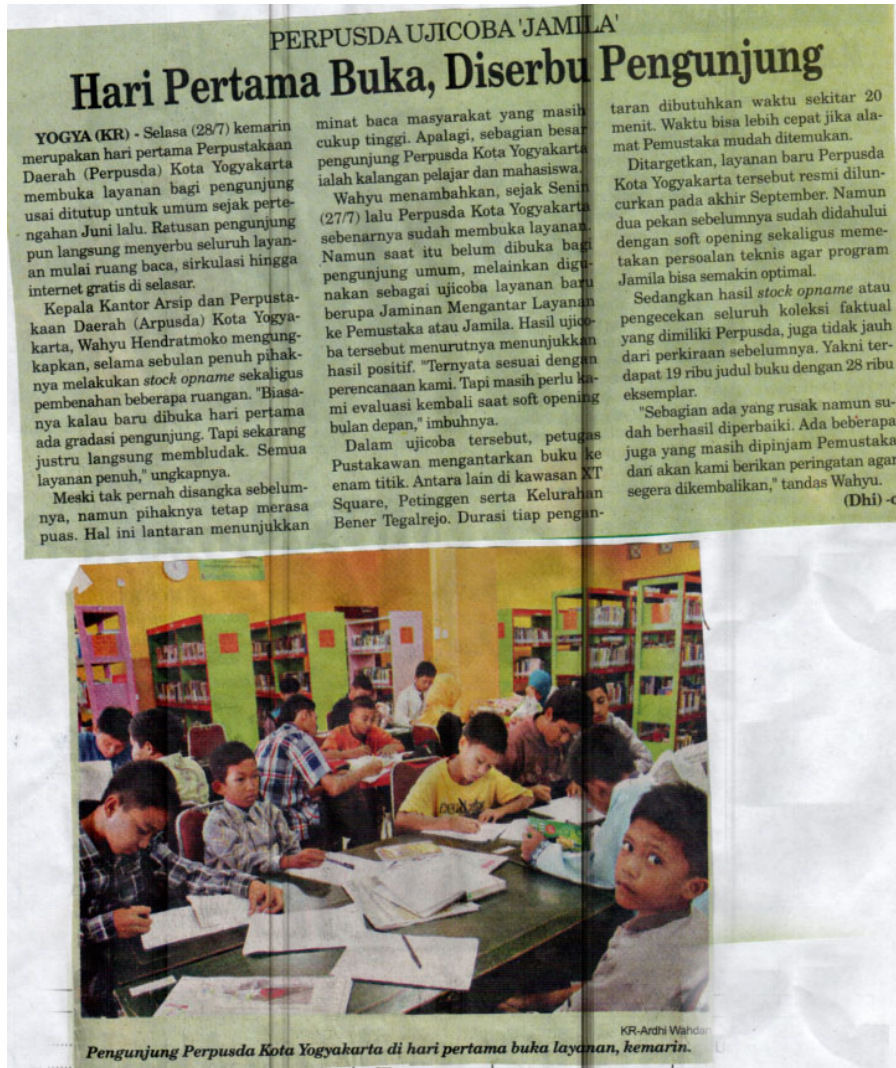 PERPUSDA UJICOBA 'JAMILA'
Hari Pertama Buka, Diserbu Pengunjung
YOGYA (KR) - Selasa (28/7) kemarin
merupakan hari pertama Perpustakaan
Daerah (Perpusda) Kota Yogyakarta
membuka layanan bagi pengunjung
usai ditutup untuk umum sejak perte-
ngahan Juni lalu. Ratusan pengunjung
pun langsung menyerbu seluruh layan-
an mulai ruang baca, sirkulasi hingga
internet gratis di selasar.
Kepala Kantor Arsip dan Perpusta-
kaan Daerah (Arpusda) Kota Yogya-
karta, Wahyu Hendratmoko mengung-
kapkan, selama sebulan penuh pihak-
nya melakukan stock opname sekaligus
pembenahan beberapa ruangan. "Biasa-
nya kalau baru dibuka hari pertama
ada gradasi pengunjung. Tapi sekarang
justru langsung membludak. Semua
layanan penuh," ungkapnya.
Meski tak pernah disangka sebelum-
nya, namun pihaknya tetap merasa
puas. Hal ini lantaran menunjukkan
minat baca masyarakat yang masih
cukup tinggi. Apalagi, sebagian besar
pengunjung Perpusda Kota Yogyakarta
ialah kalangan pelajar dan mahasiswa.
Wahyu menambahkan, sejak Senin
(27/7) lalu Perpusda Kota Yogyakarta
sebenarnya sudah membuka layanan.
Namun saat itu belum dibuka bagi
pengunjung umum, melainkan digu-
nakan sebagai ujicoba layanan baru
berupa Jaminan Mengantar Layanan
ke Pemustaka atau Jamila. Hasil ujico-
ba tersebut menurutnya menunjukkan
hasil positif. "Ternyata sesuai dengan
perencanaan kami. Tapi masih perlu ka-
mi evaluasi kembali saat soft opening
bulan depan," imbuhnya.
Dalam ujicoba tersebut, petugas
Pustakawan mengantarkan buku ke
enam titik. Antara lain di kawasan XT
Square, Petinggen serta Kelurahan
Bener Tegalrejo. Durasi tiap pengan-
taran dibutuhkan waktu sekitar 20
menit. Waktu bisa lebih cepat jika ala-
mat Pemustaka mudah ditemukan.
Ditargetkan, layanan baru Perpusda
Kota Yogyakarta tersebut resmi dilun-
curkan pada akhir September. Namun
dua pekan sebelumnya sudah didahului
dengan soft opening sekaligus meme-
takan persoalan teknis agar program
Jamila bisa semakin optimal.
Sedangkan hasil stock opname atau
pengecekan seluruh koleksi faktual
yang dimiliki Perpusda, juga tidak jauh
dari perkiraan sebelumnya. Yakni ter-
dapat 19 ribu judul buku dengan 28 ribu
eksemplar.
"Sebagian ada yang rusak namun su-
dah berhasil diperbaiki. Ada beberapa
juga yang masih dipinjam Pemustaka
dan akan kami berikan peringatan agar
segera dikembalikan," tandas Wahyu.
(Dhi) -
KR-Ardhi Wahdan
Pengunjung Perpusda Kota Yogyakarta di hari pertama buka layanan, kemarin.